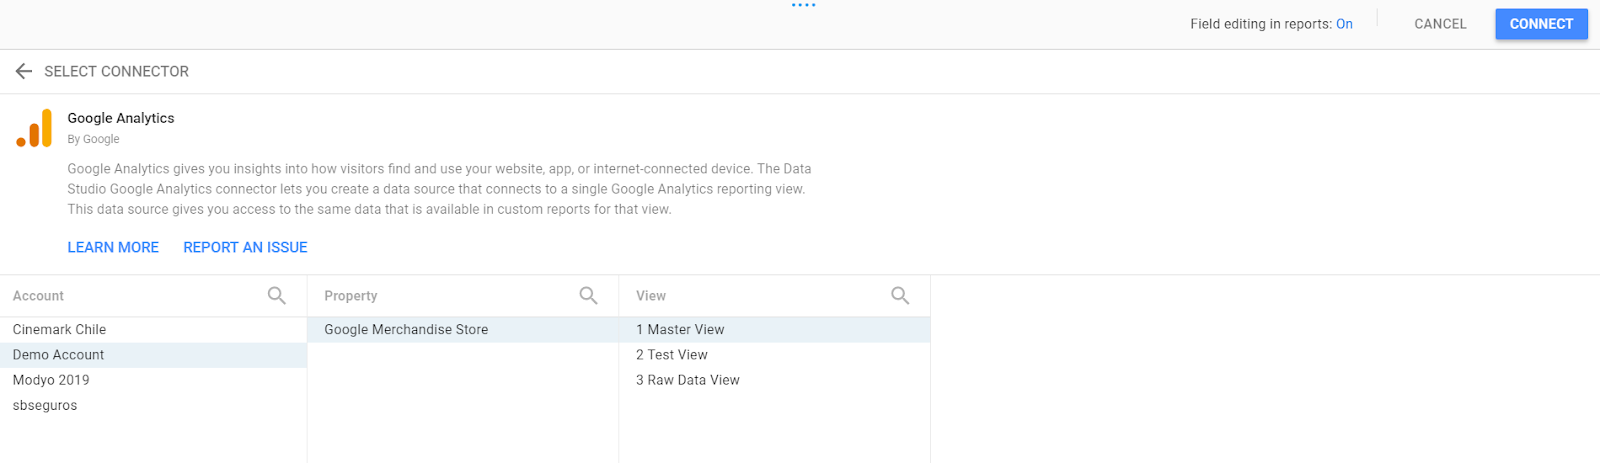 Field editing in reports: On
CANCEL
CONNECT
SELECT CONNECTOR
Google Analytics
By Google
Google Analytics gives you insights into how visitors find and use your website, app, or internet-connected device. The Data
Studio Google Analytics connector lets you create a data source that connects to a single Google Analytics reporting view.
This data source gives you access to the same data that is available in custom reports for that view.
LEARN MORE
REPORT AN ISSUE
Account
Cinemark Chile
Demo Account
Modyo 2019
sbseguros
Property
Google Merchandise Store
View
1 Master View
2 Test View
3 Raw Data View